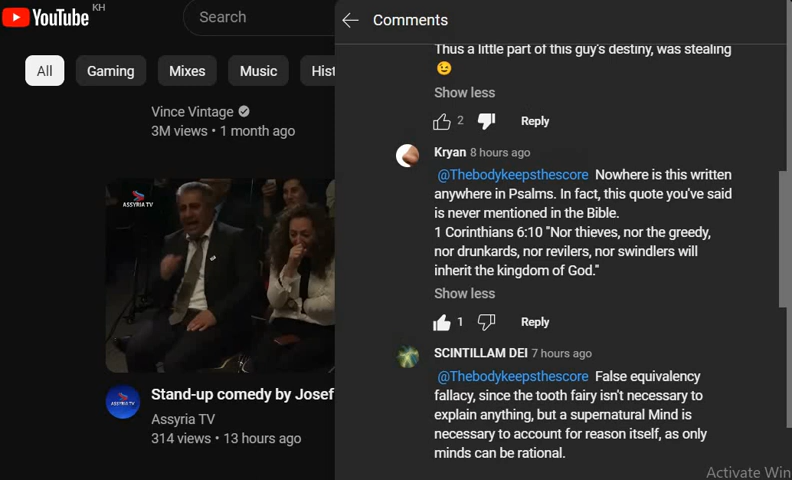 YouTube KH
Search
All
Gaming
Mixes
Music
Hist
Vince Vintage
3M views • 1 month ago
ASSYRIA TV
ASSYRIA TV
Stand-up comedy by Josef
Assyria TV
314 views • 13 hours ago
Comments
Thus a little part of this guy's destiny, was stealing
😉
Show less
2
Reply
Kryan 8 hours ago
@Thebodykeepsthescore Nowhere is this written
anywhere in Psalms. In fact, this quote you've said
is never mentioned in the Bible.
1 Corinthians 6:10 "Nor thieves, nor the greedy,
nor drunkards, nor revilers, nor swindlers will
inherit the kingdom of God."
Show less
1
Reply
SCINTILLAM DEI 7 hours ago
@Thebodykeepsthescore False equivalency
fallacy, since the tooth fairy isn't necessary to
explain anything, but a supernatural Mind is
necessary to account for reason itself, as only
minds can be rational.
Activate Win